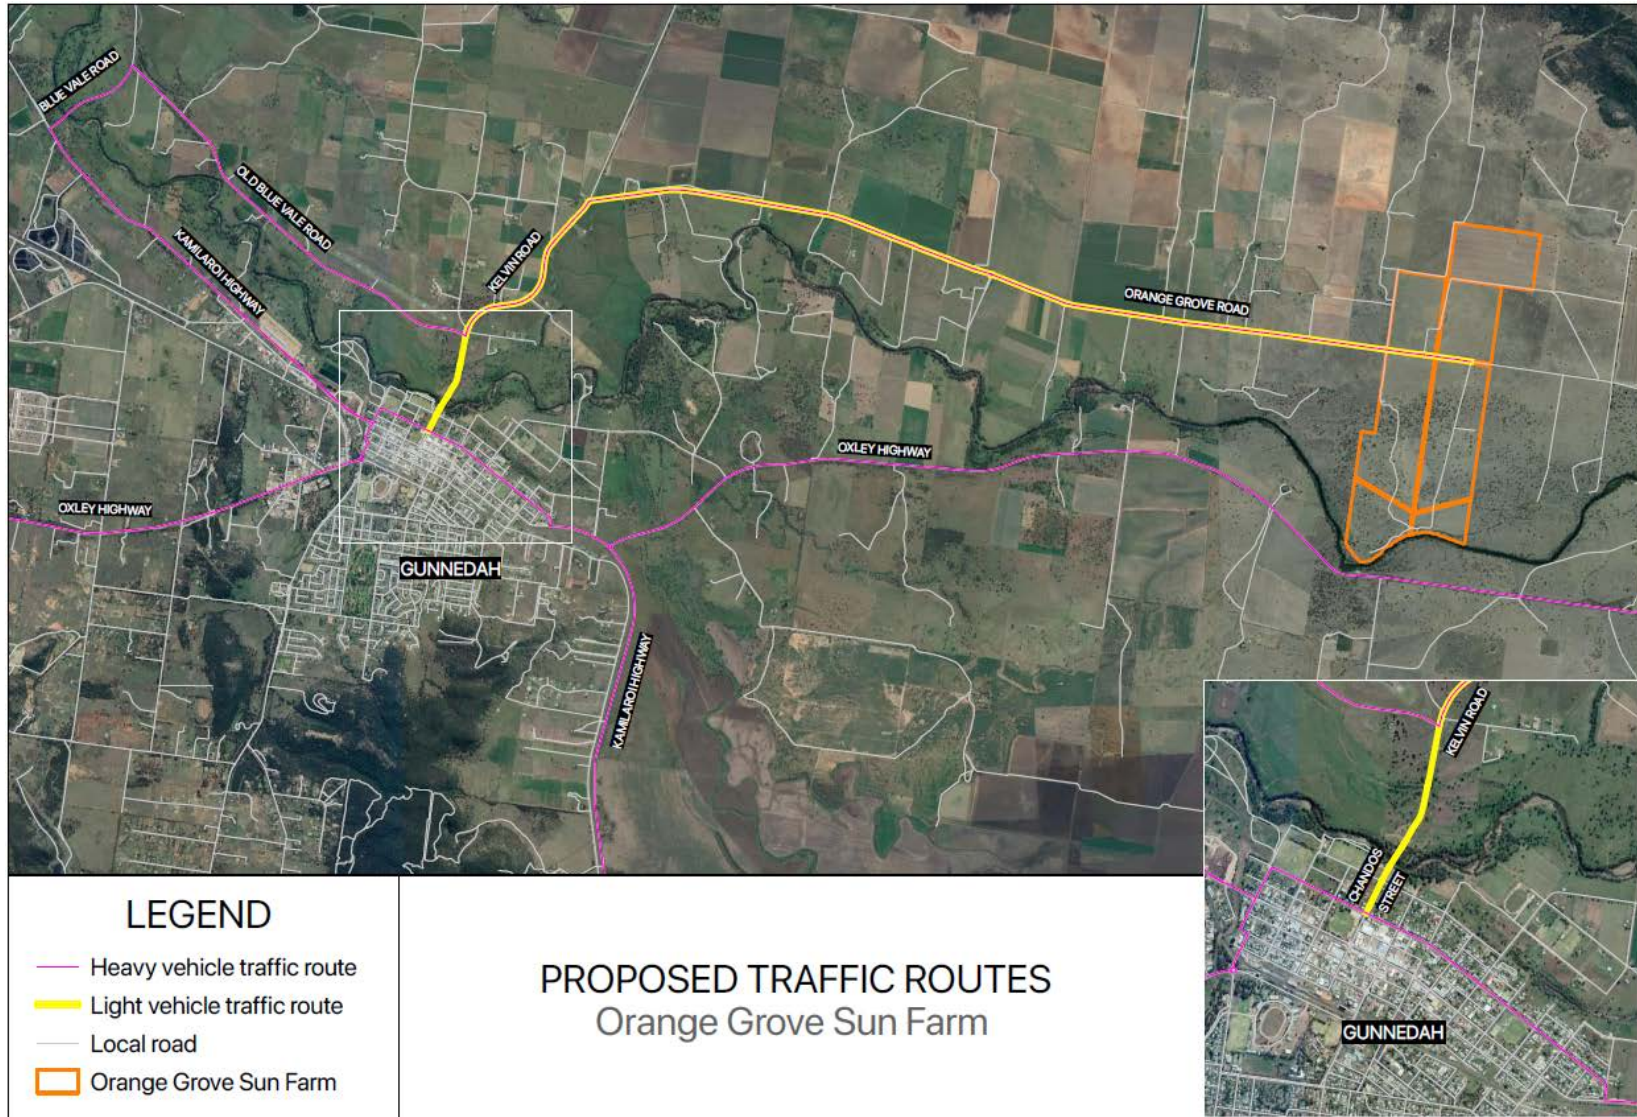 BLUE VALE ROAD
OLD BLUE VALE ROAD
KAMILAROI HIGHWAY
KELVIN ROAD
ORANGE GROVE ROAD
OXLEY HIGHWAY
OXLEY HIGHWAY
GUNNEDAH
KAMILAROI HIGHWAY
KELVIN ROAD
CHANDOS
STREET
GUNNEDAH
LEGEND
Heavy vehicle traffic route
Light vehicle traffic route
Local road
Orange Grove Sun Farm
PROPOSED TRAFFIC ROUTES
Orange Grove Sun Farm